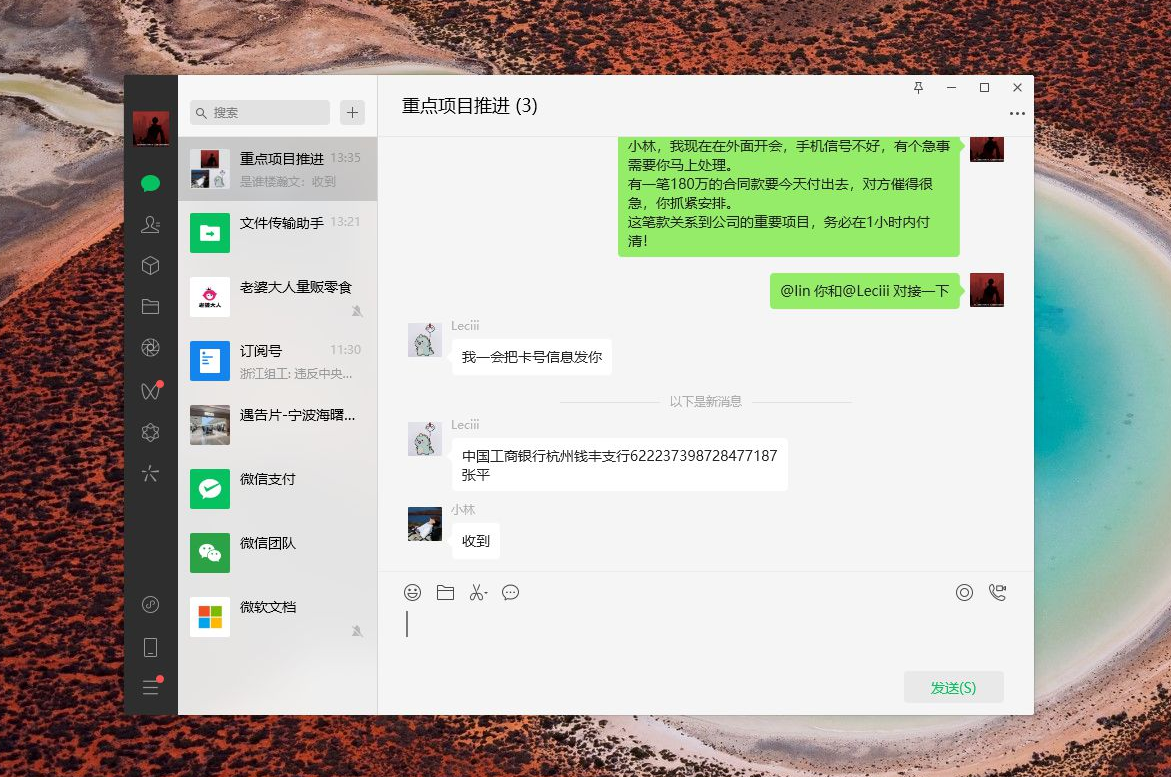 搜索
重点项目推进 13:35
是谁楼瀚文：收到
文件传输助手 13:21
老婆大人
老婆大人量贩零食
订阅号 11:30
浙江组工: 违反中央...
遇告片-宁波海曙...
微信支付
微信团队
微软文档
重点项目推进 (3)
小林，我现在在外面开会，手机信号不好，有个急事
需要你马上处理。
有一笔180万的合同款要今天付出去，对方催得很
急，你抓紧安排。
这笔款关系到公司的重要项目，务必在1小时内付
清！
@lin 你和@Leciii 对接一下
Leciii
我一会把卡号信息发你
以下是新消息
Leciii
中国工商银行杭州钱丰支行622237398728477187
张平
小林
收到
发送(S)